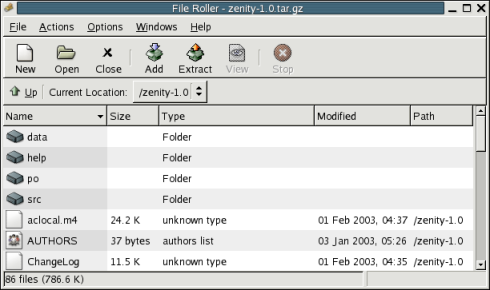 File Roller - zenity-1.0.tar.gz
File Actions Options Windows Help
New Open Close Add Extract View Stop
Up Current Location: /zenity-1.0
Name Size Type Modified Path
data Folder
help Folder
po Folder
src Folder
aclocal.m4 24.2 K unknown type 01 Feb 2003, 04:37 /zenity-1.0
AUTHORS 37 bytes authors list 03 Jan 2003, 05:26 /zenity-1.0
ChangeLog 11.5 K unknown type 01 Feb 2003, 04:35 /zenity-1.0
86 files (786.6 K)